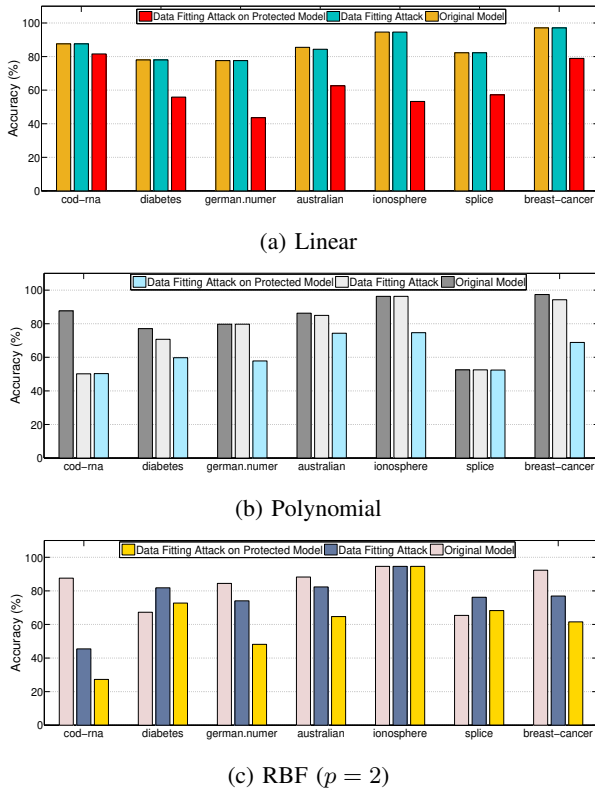 Data Fitting Attack on Protected Model Data Fitting Attack Original Model
100
80
60
40
20
0
Accuracy (%)
cod-rna diabetes german.numer australian ionosphere splice breast-cancer
(a) Linear
Data Fitting Attack on Protected Model Data Fitting Attack Original Model
100
80
60
40
20
0
Accuracy (%)
cod-rna diabetes german.numer australian ionosphere splice breast-cancer
(b) Polynomial
Data Fitting Attack on Protected Model Data Fitting Attack Original Model
100
80
60
40
20
0
Accuracy (%)
cod-rna diabetes german.numer australian ionosphere splice breast-cancer
(c) RBF (p = 2)